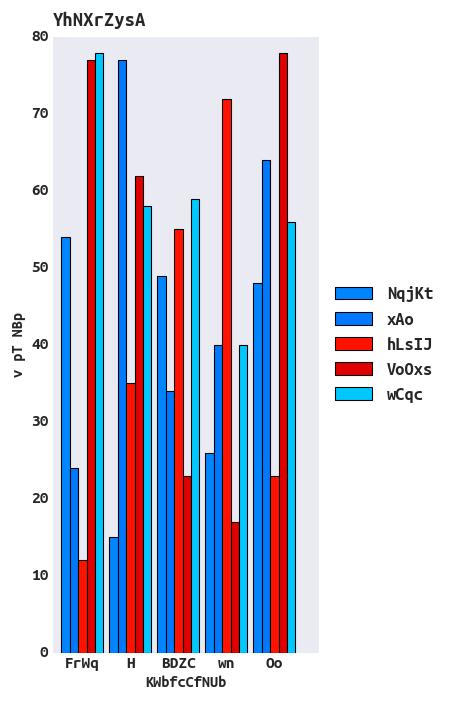 YhNXrZysA
80
70
60
50
40
30
20
10
0
v pT NBp
FrWq H BDZC wn Oo
KWbfcCfNUb
NqjKt
xAo
hLsIJ
VoOxs
wCqc